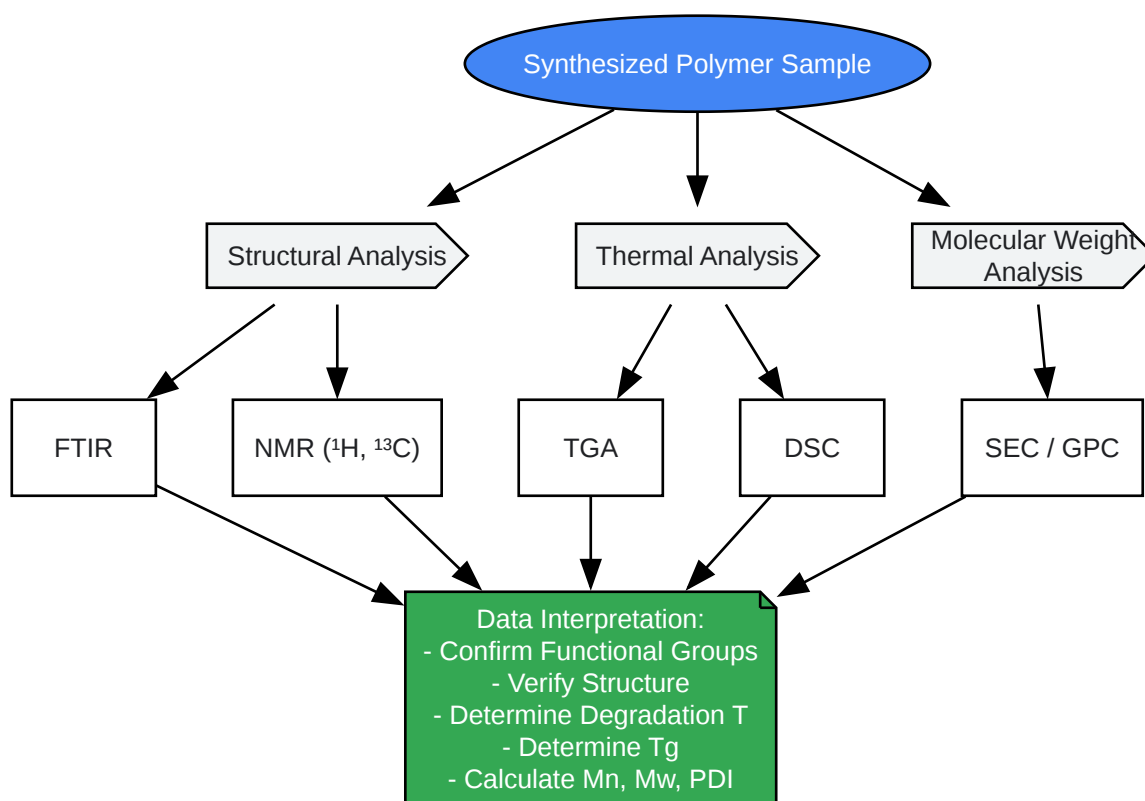 Synthesized Polymer Sample
Structural Analysis
Thermal Analysis
Molecular Weight
Analysis
FTIR
NMR (¹H, ¹³C)
TGA
DSC
SEC / GPC
Data Interpretation:
- Confirm Functional Groups
- Verify Structure
- Determine Degradation T
- Determine Tg
- Calculate Mn, Mw, PDI